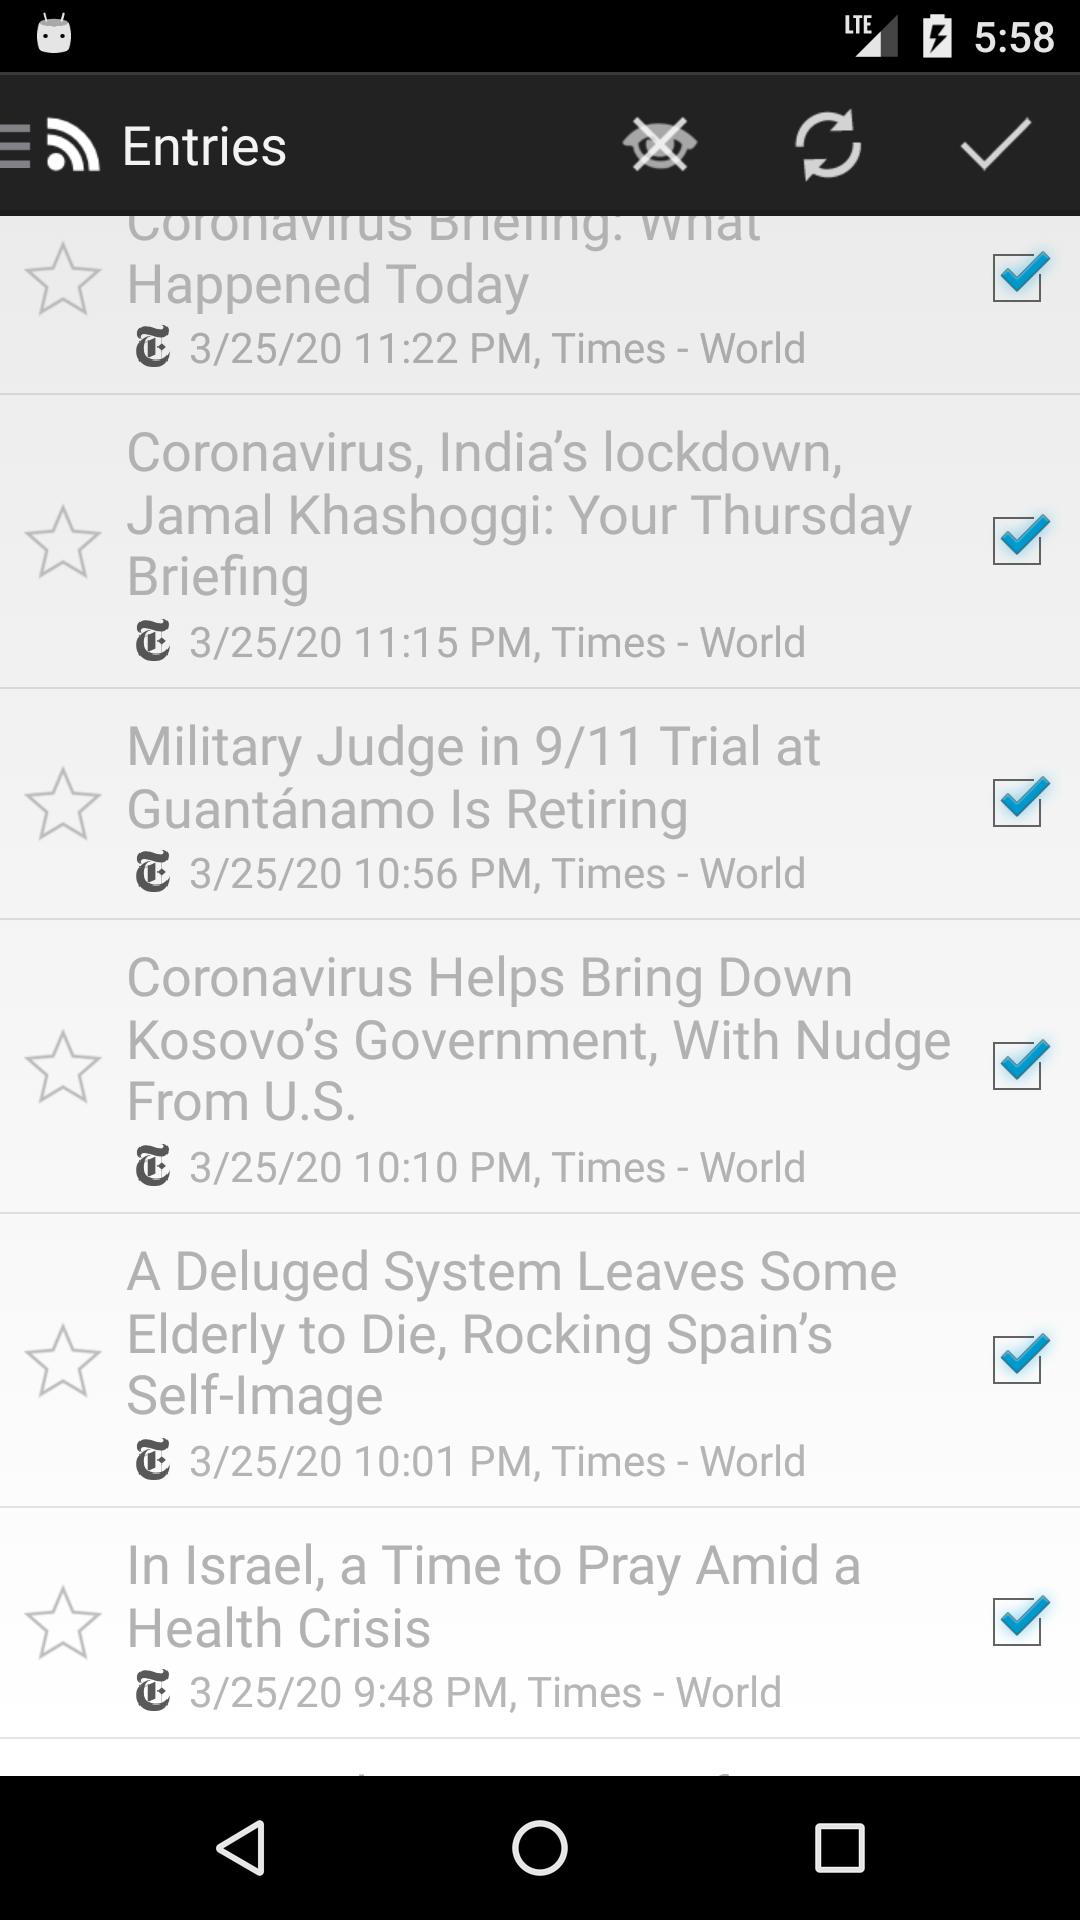 LTE 5:58
Entries
Coronavirus Briefing: What
Happened Today
3/25/20 11:22 PM, Times - World
Coronavirus, India’s lockdown,
Jamal Khashoggi: Your Thursday
Briefing
3/25/20 11:15 PM, Times - World
Military Judge in 9/11 Trial at
Guantánamo Is Retiring
3/25/20 10:56 PM, Times - World
Coronavirus Helps Bring Down
Kosovo’s Government, With Nudge
From U.S.
3/25/20 10:10 PM, Times - World
A Deluged System Leaves Some
Elderly to Die, Rocking Spain’s
Self-Image
3/25/20 10:01 PM, Times - World
In Israel, a Time to Pray Amid a
Health Crisis
3/25/20 9:48 PM, Times - World